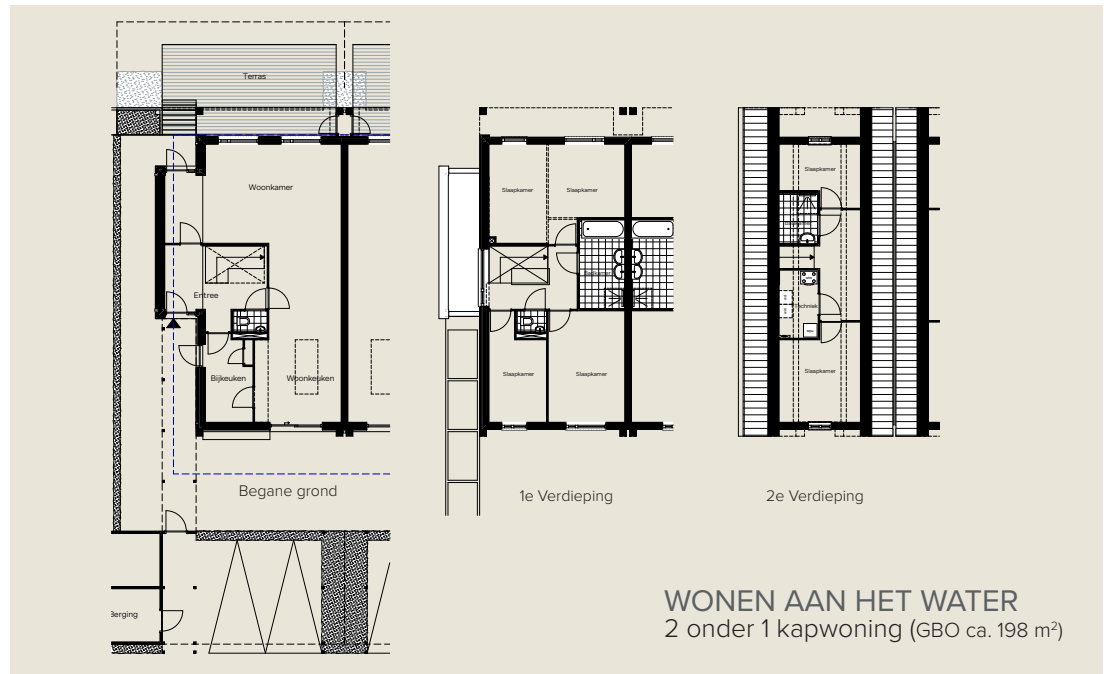 Terras
Woonkamer
Entree
Bijkeuken
Woonkeuken
Begane grond
Berging
Slaapkamer
Slaapkamer
Badkamer
Slaapkamer
Slaapkamer
1e Verdieping
Slaapkamer
Techniek
Slaapkamer
2e Verdieping
WONEN AAN HET WATER
2 onder 1 kapwoning (GBO ca. 198 m²)